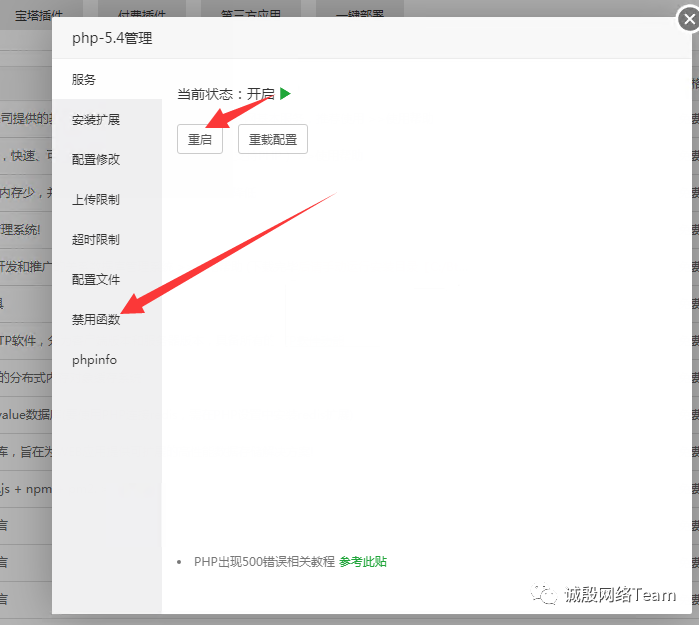 宝塔插件 付费插件 第三方应用 一键部署
php-5.4管理
服务
当前状态：开启
安装扩展
重启 重载配置
配置修改
上传限制
超时限制
配置文件
禁用函数
phpinfo
司提供的
，快速、
内存少，
理系统!
开发和推广
具
TP软件，
的分布式内
value数据
库，旨在为
.js + npm
言
言
言
PHP出现500错误相关教程 参考此贴
诚殷网络Team